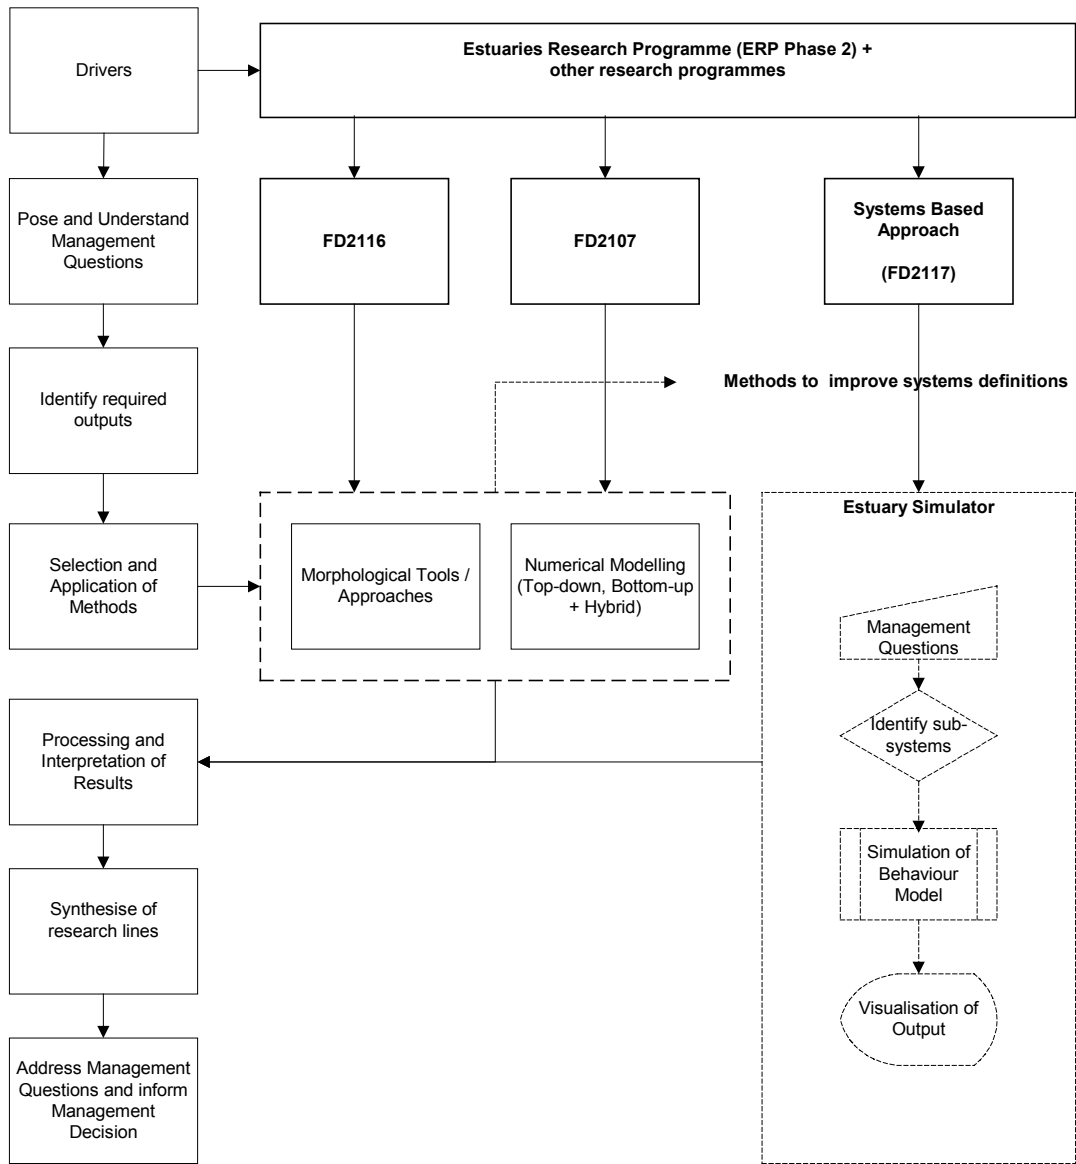 Drivers
Estuaries Research Programme (ERP Phase 2) +
other research programmes
Pose and Understand
Management
Questions
FD2116
FD2107
Systems Based
Approach
(FD2117)
Identify required
outputs
Methods to improve systems definitions
Selection and
Application of
Methods
Morphological Tools /
Approaches
Numerical Modelling
(Top-down, Bottom-up
+ Hybrid)
Estuary Simulator
Management
Questions
Identify sub-
systems
Simulation of
Behaviour
Model
Visualisation of
Output
Processing and
Interpretation of
Results
Synthesise of
research lines
Address Management
Questions and inform
Management
Decision